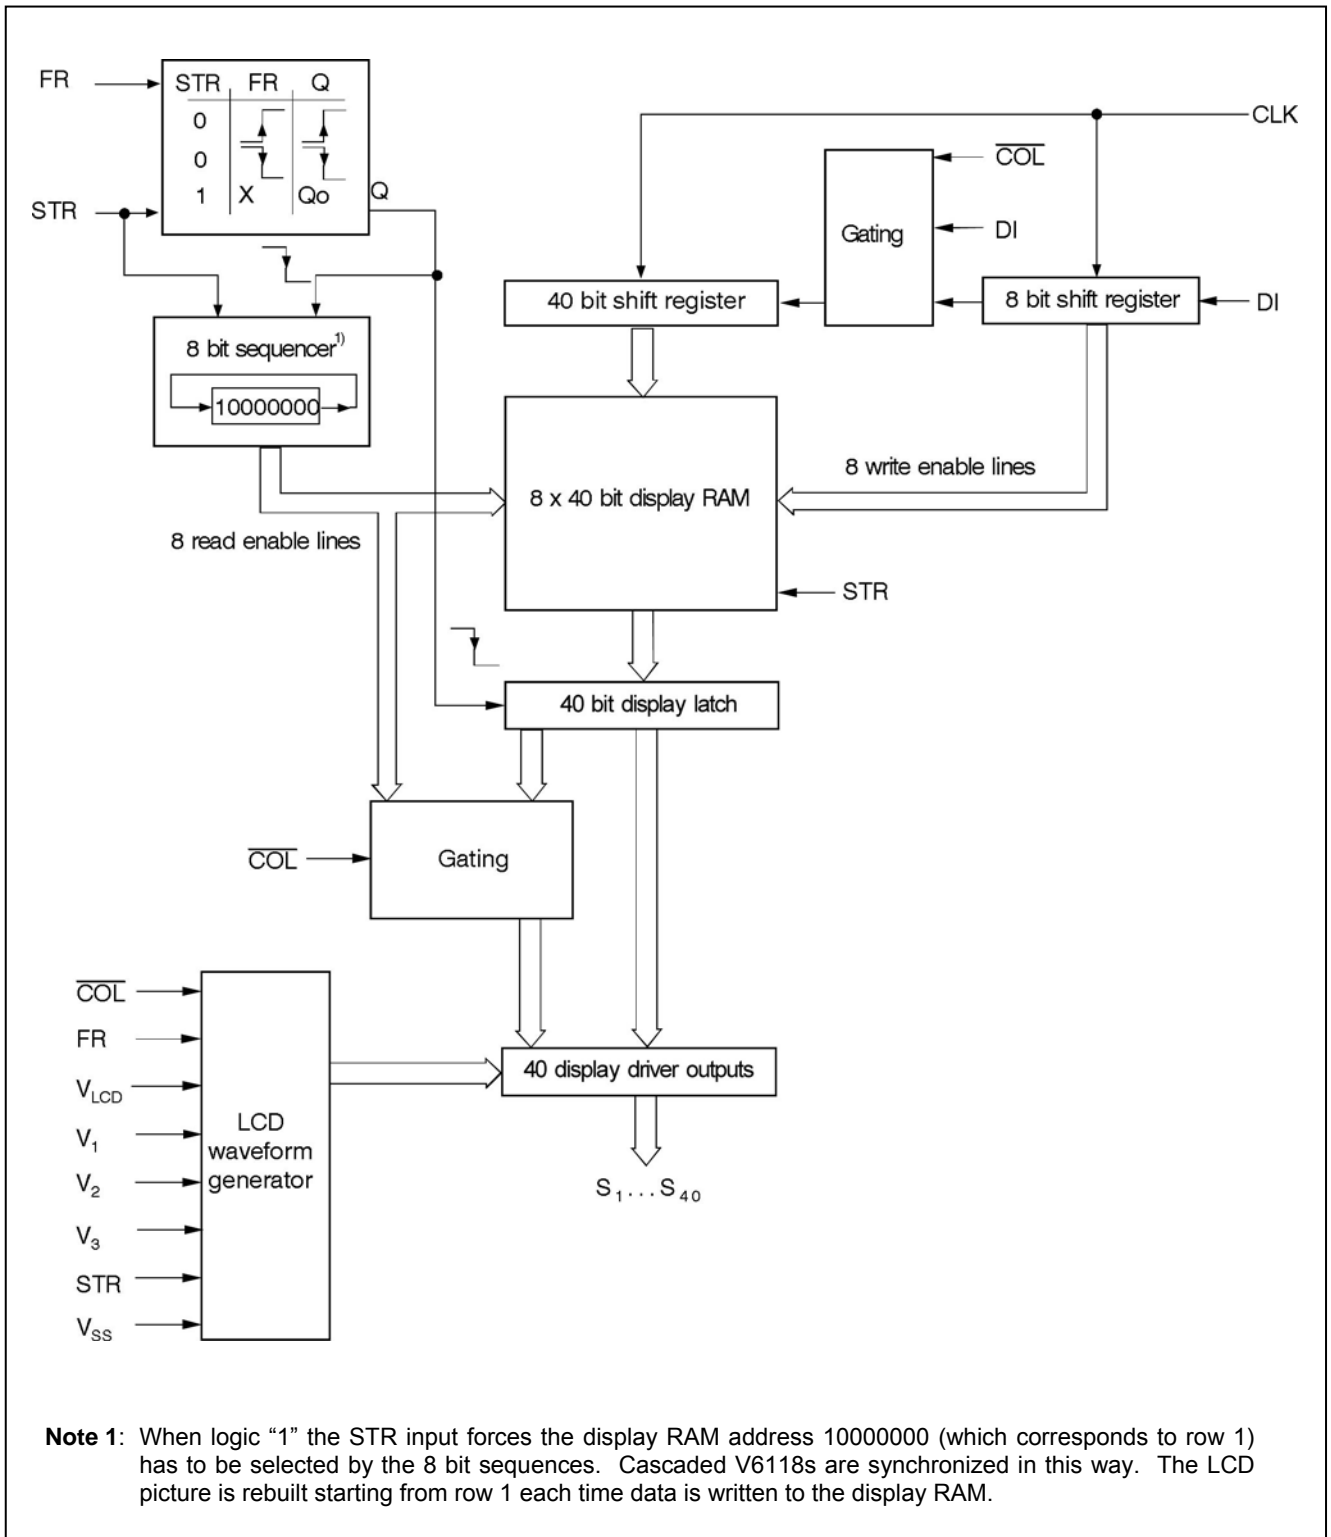 FR
STR FR Q
0
0
1 X Qo
Q
STR
CLK
COL
DI
Gating
40 bit shift register
8 bit shift register
DI
8 bit sequencer1)
10000000
8 write enable lines
8 x 40 bit display RAM
8 read enable lines
STR
40 bit display latch
COL
Gating
COL
FR
VLCD
V1
V2
V3
STR
VSS
LCD
waveform
generator
40 display driver outputs
S1...S40
Note 1: When logic “1” the STR input forces the display RAM address 10000000 (which corresponds to row 1)
has to be selected by the 8 bit sequences. Cascaded V6118s are synchronized in this way. The LCD
picture is rebuilt starting from row 1 each time data is written to the display RAM.